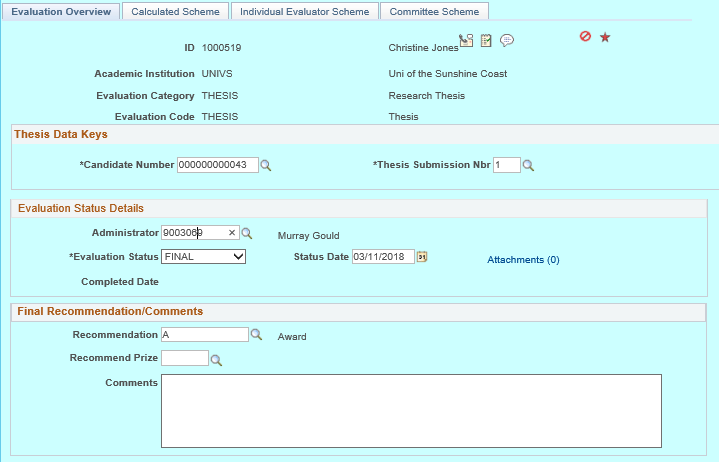 Evaluation Overview Calculated Scheme Individual Evaluator Scheme Committee Scheme
ID 1000519 Christine Jones
Academic Institution UNIVS Uni of the Sunshine Coast
Evaluation Category THESIS Research Thesis
Evaluation Code THESIS Thesis
Thesis Data Keys
*Candidate Number 000000000043 *Thesis Submission Nbr 1
Evaluation Status Details
Administrator 9003069 × Murray Gould
*Evaluation Status FINAL Status Date 03/11/2018 31 Attachments (0)
Completed Date
Final Recommendation/Comments
Recommendation A Award
Recommend Prize
Comments